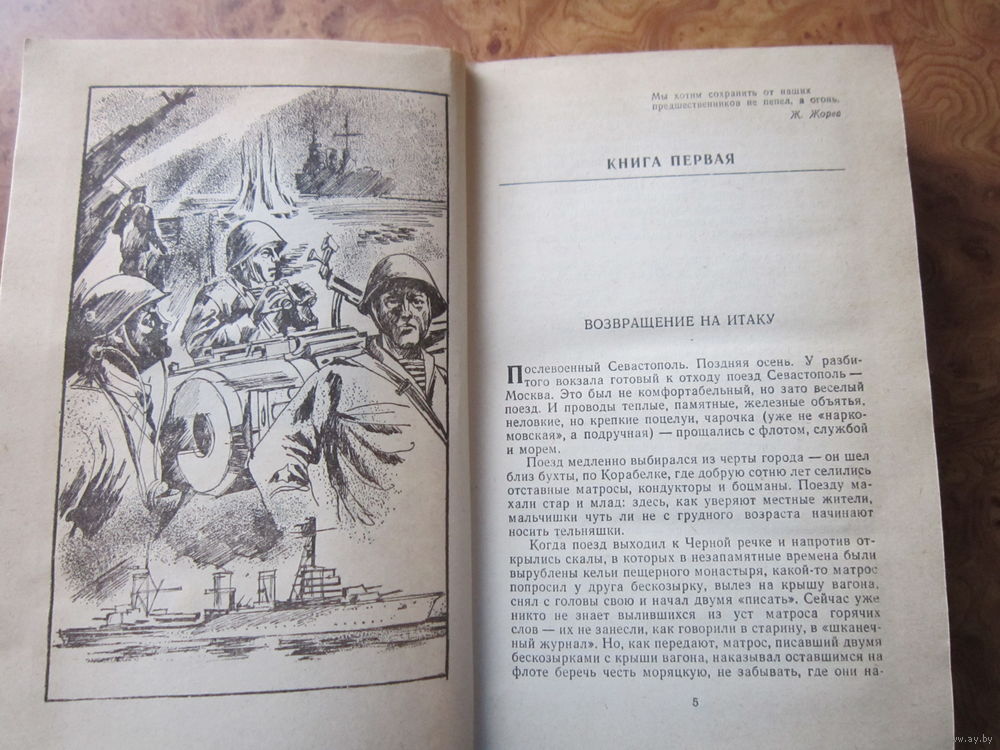 Мы хотим сохранить от наших
предшественников не пепел, а огонь.
Ж. Жорев
КНИГА ПЕРВАЯ
ВОЗВРАЩЕНИЕ НА ИТАКУ
Послевоенный Севастополь. Поздняя осень. У разби-
того вокзала готовый к отходу поезд Севастополь —
Москва. Это был не комфортабельный, но зато веселый
поезд. И проводы теплые, памятные, железные объятья,
неловкие, но крепкие поцелуи, чарочка (уже не «нарко-
мовская», а подручная) — прощались с флотом, службой
и морем.
Поезд медленно выбирался из черты города — он шел
близ бухты, по Корабелке, где добрую сотню лет селились
отставные матросы, кондукторы и боцманы. Поезду ма-
хали стар и млад: здесь, как уверяют местные жители,
мальчишки чуть ли не с грудного возраста начинают
носить тельняшки.
Когда поезд выходил к Черной речке и напротив от-
крылись скалы, в которых в незапамятные времена были
вырублены кельи пещерного монастыря, какой-то матрос
попросил у друга бескозырку, вылез на крышу вагона,
снял с головы свою и начал двумя «писать». Сейчас уже
никто не знает вылившихся из уст матроса горячих
слов — их не занесли, как говорили в старину, в «шканеч-
ный журнал». Но, как передают, матрос, писавший двумя
бескозырками с крыши вагона, наказывал оставшимся на
флоте беречь честь моряцкую, не забывать, где они на-
5
www.ay.by